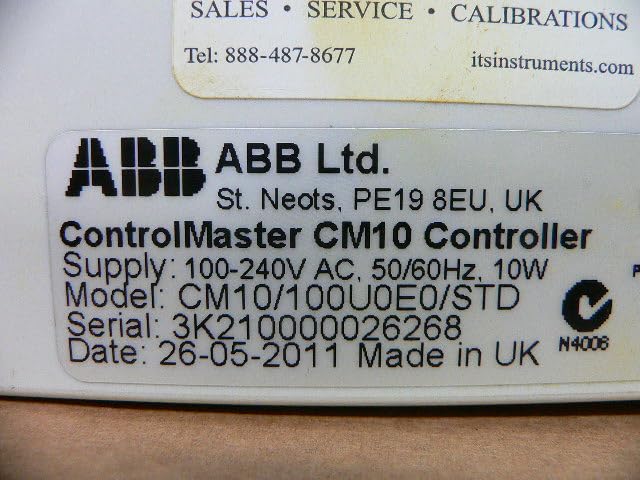 SALES • SERVICE • CALIBRATIONS
Tel: 888-487-8677 itsinstruments.com
ABB ABB Ltd.
St. Neots, PE19 8EU, UK
ControlMaster CM10 Controller
Supply: 100-240V AC, 50/60Hz, 10W
Model: CM10/100U0E0/STD
Serial: 3K210000026268
Date: 26-05-2011 Made in UK
N4006